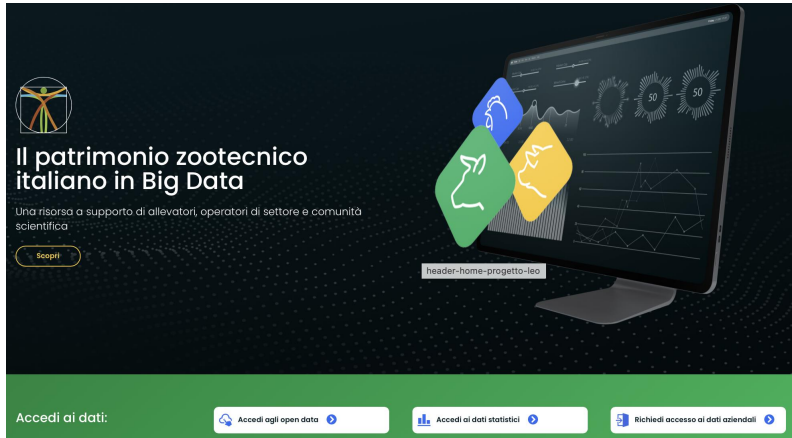 Il patrimonio zootecnico
italiano in Big Data
Una risorsa a supporto di allevatori, operatori di settore e comunità
scientifica
Scopri
50
50
header-home-progetto-leo
Accedi ai dati:
Accedi agli open data
Accedi ai dati statistici
Richiedi accesso ai dati aziendali